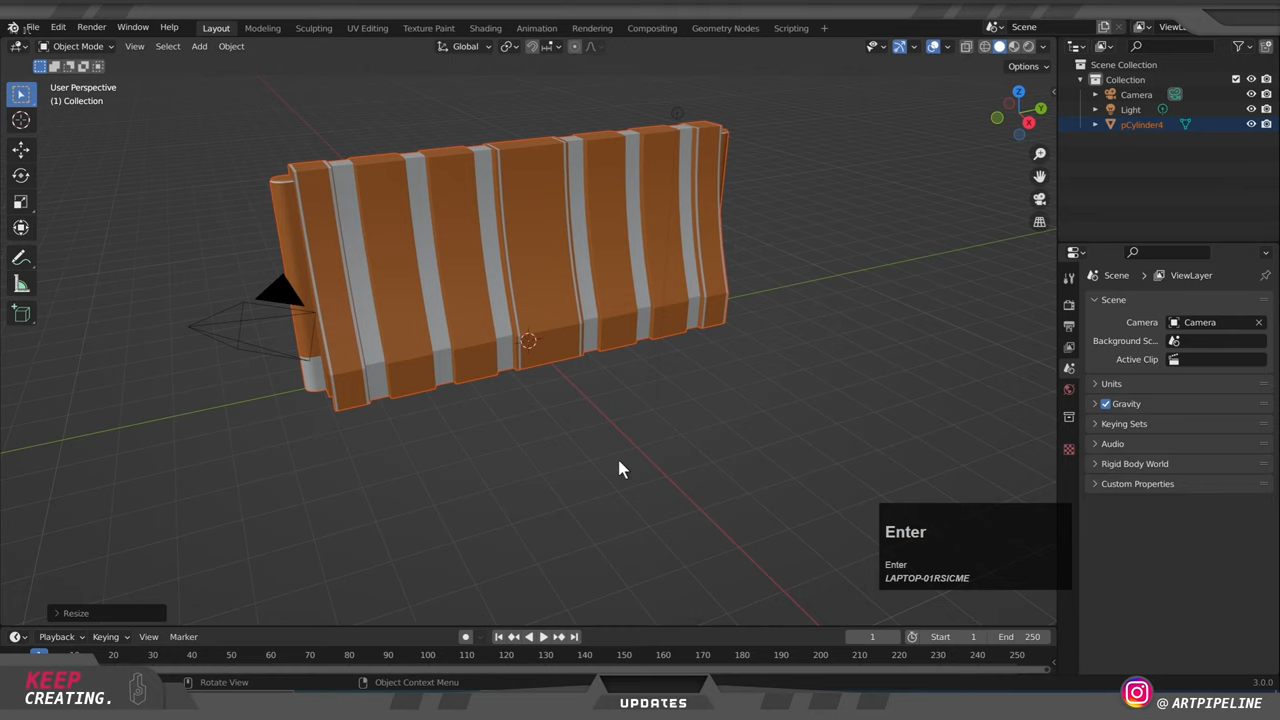 File Edit Render Window Help Layout Modeling Sculpting UV Editing Texture Paint Shading Animation Rendering Compositing Geometry Nodes Scripting + Scene ViewLayer
Object Mode View Select Add Object Global
Options
User Perspective
(1) Collection
Z
Y
X
Scene Collection
Collection
Camera
Light
pCylinder4
Scene ViewLayer
Scene
Camera Camera
Background Sc...
Active Clip
Units
Gravity
Keying Sets
Audio
Rigid Body World
Custom Properties
Enter
Enter
LAPTOP-01RSICME
Resize
Playback Keying View Marker 1 Start 1 End 250
20 30 40 50 60 70 80 90 100 110 120 130 140 150 160 170 180 190 200 210 220 230 240 250
Rotate View Object Context Menu 3.0.0
KEEP
CREATING.
UPDATES
@ ARTPIPELINE